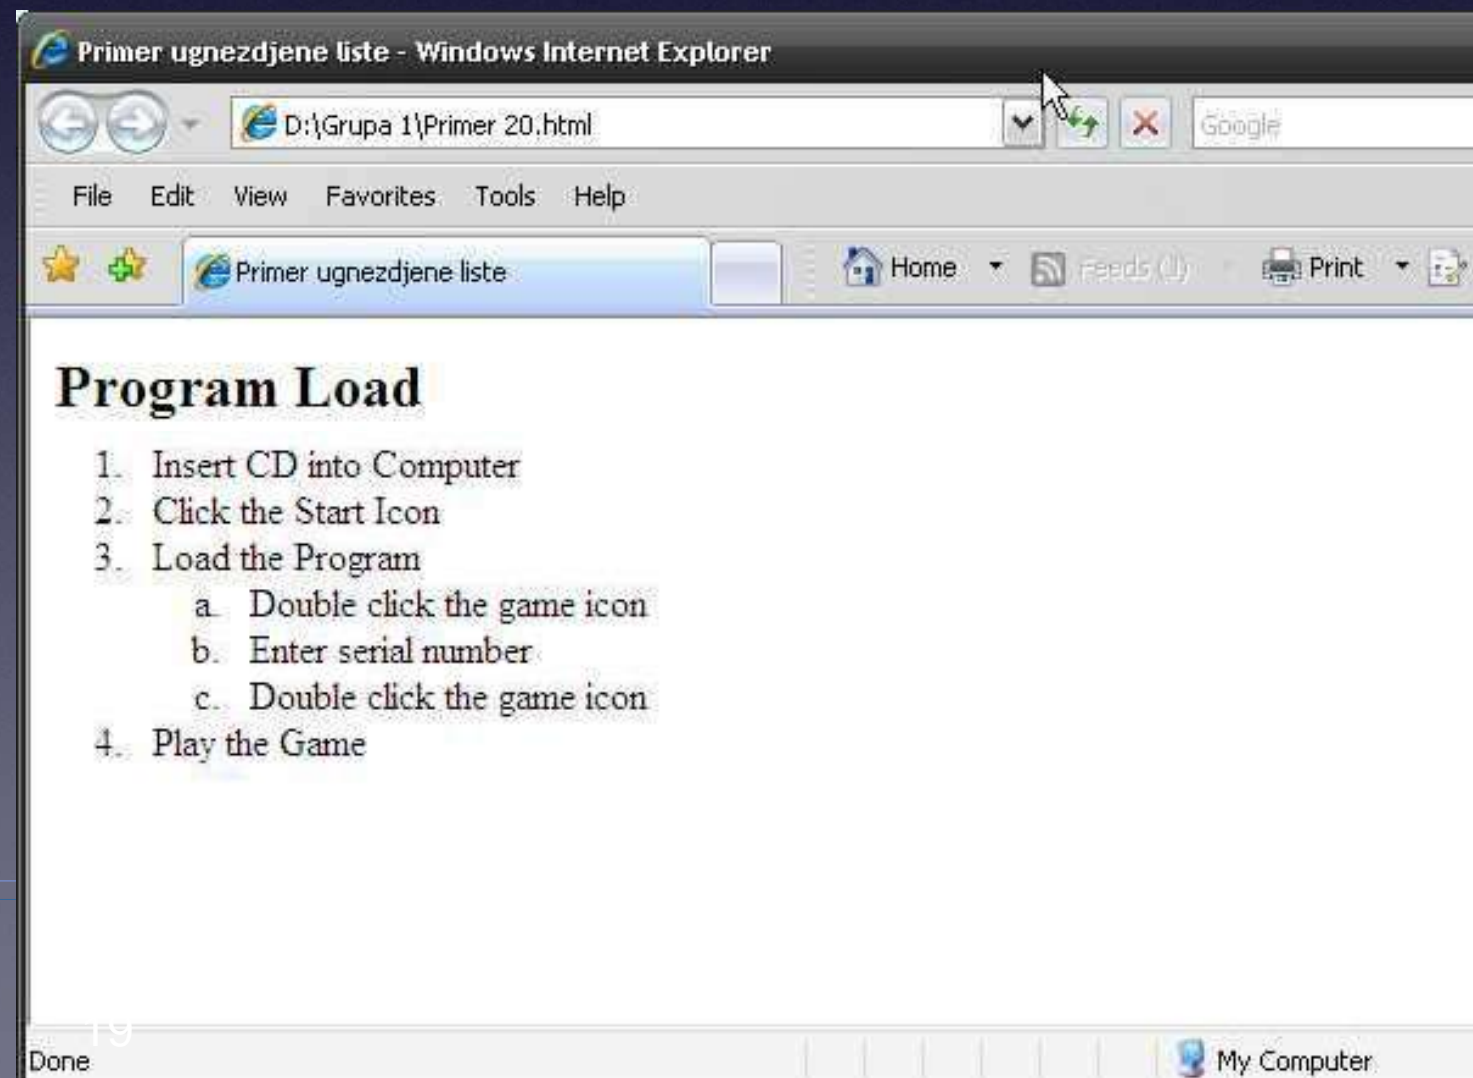 Primer ugnezdjene liste - Windows Internet Explorer
D:\Grupa 1\Primer 20.html
Google
File Edit View Favorites Tools Help
Primer ugnezdjene liste
Home
Feeds (J)
Print
Program Load
1. Insert CD into Computer
2. Click the Start Icon
3. Load the Program
a. Double click the game icon
b. Enter serial number
c. Double click the game icon
4. Play the Game
19
Done
My Computer